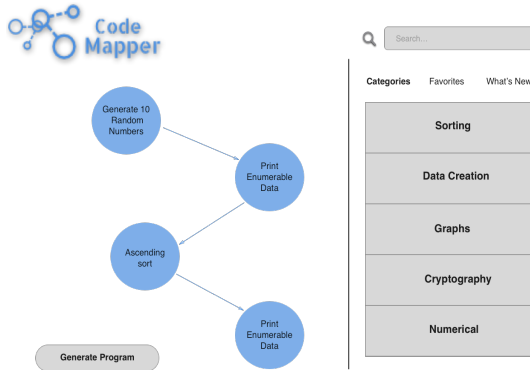 Code
Mapper
Search...
Categories Favorites What's New
Generate 10
Random
Numbers
Print
Enumerable
Data
Ascending
sort
Print
Enumerable
Data
Generate Program
Sorting
Data Creation
Graphs
Cryptography
Numerical